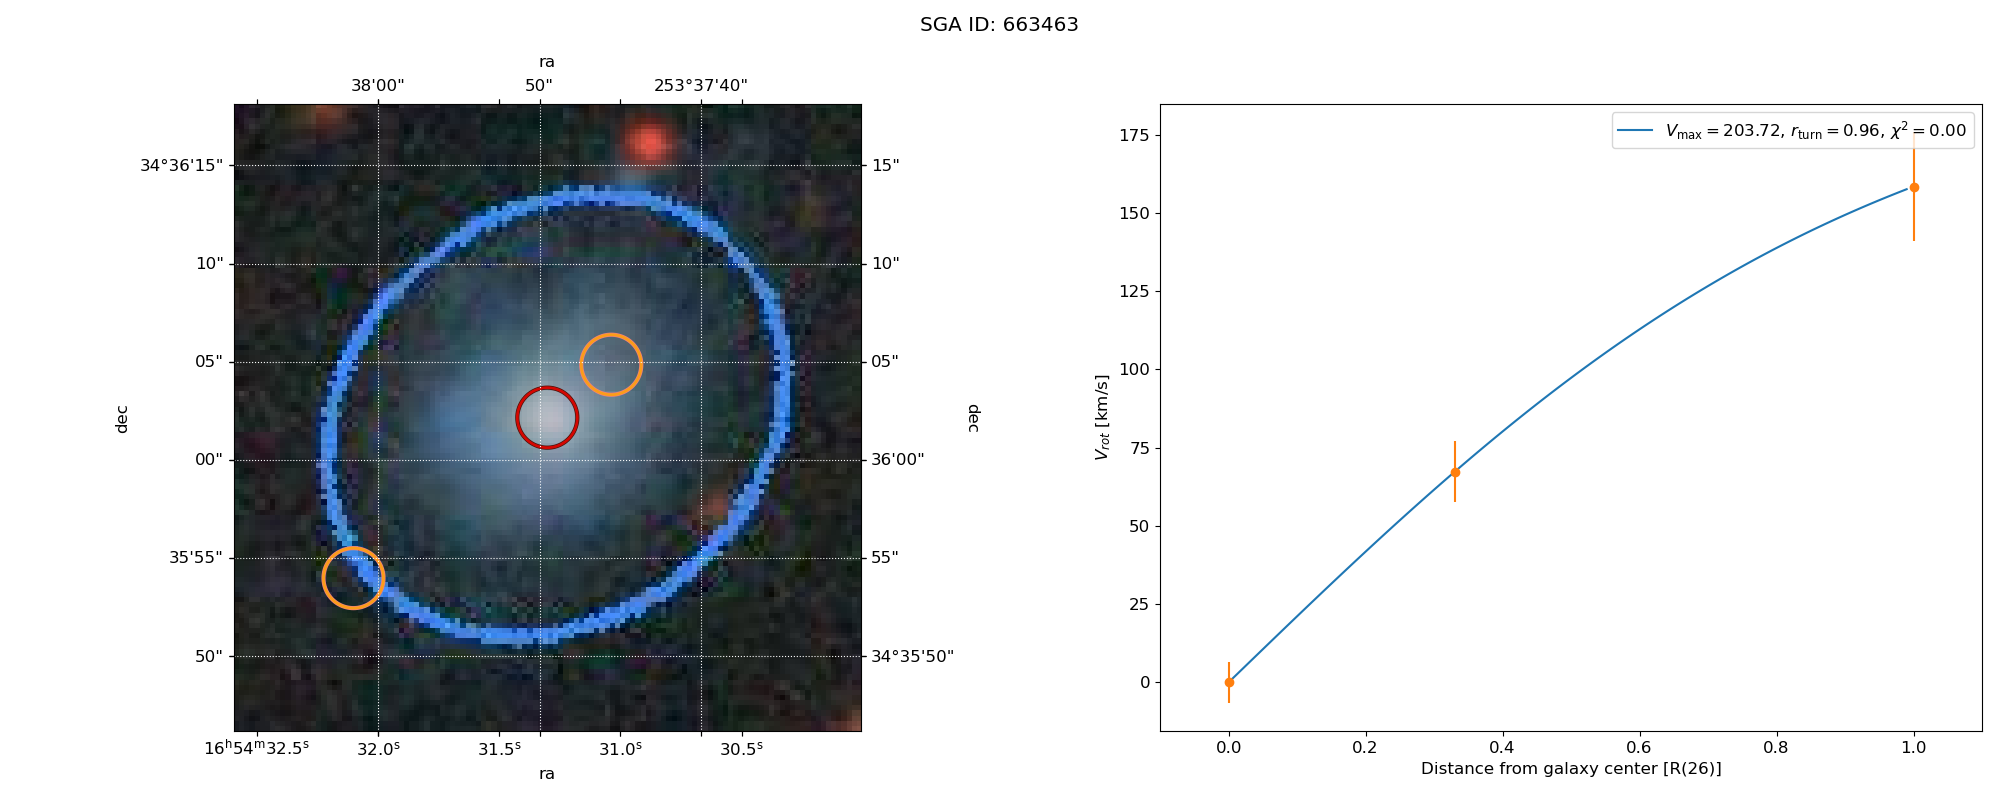 SGA ID: 663463
ra
38'00" 50" 253°37'40"
34°36'15"
10"
05"
00"
35'55"
50"
15"
10"
05"
36'00"
55"
34°35'50"
dec
dec
16h54m32.5s 32.0s 31.5s 31.0s 30.5s
ra
Vmax = 203.72, rturn = 0.96, χ2 = 0.00
175
150
125
100
75
50
25
0
Vrot [km/s]
0.0 0.2 0.4 0.6 0.8 1.0
Distance from galaxy center [R(26)]